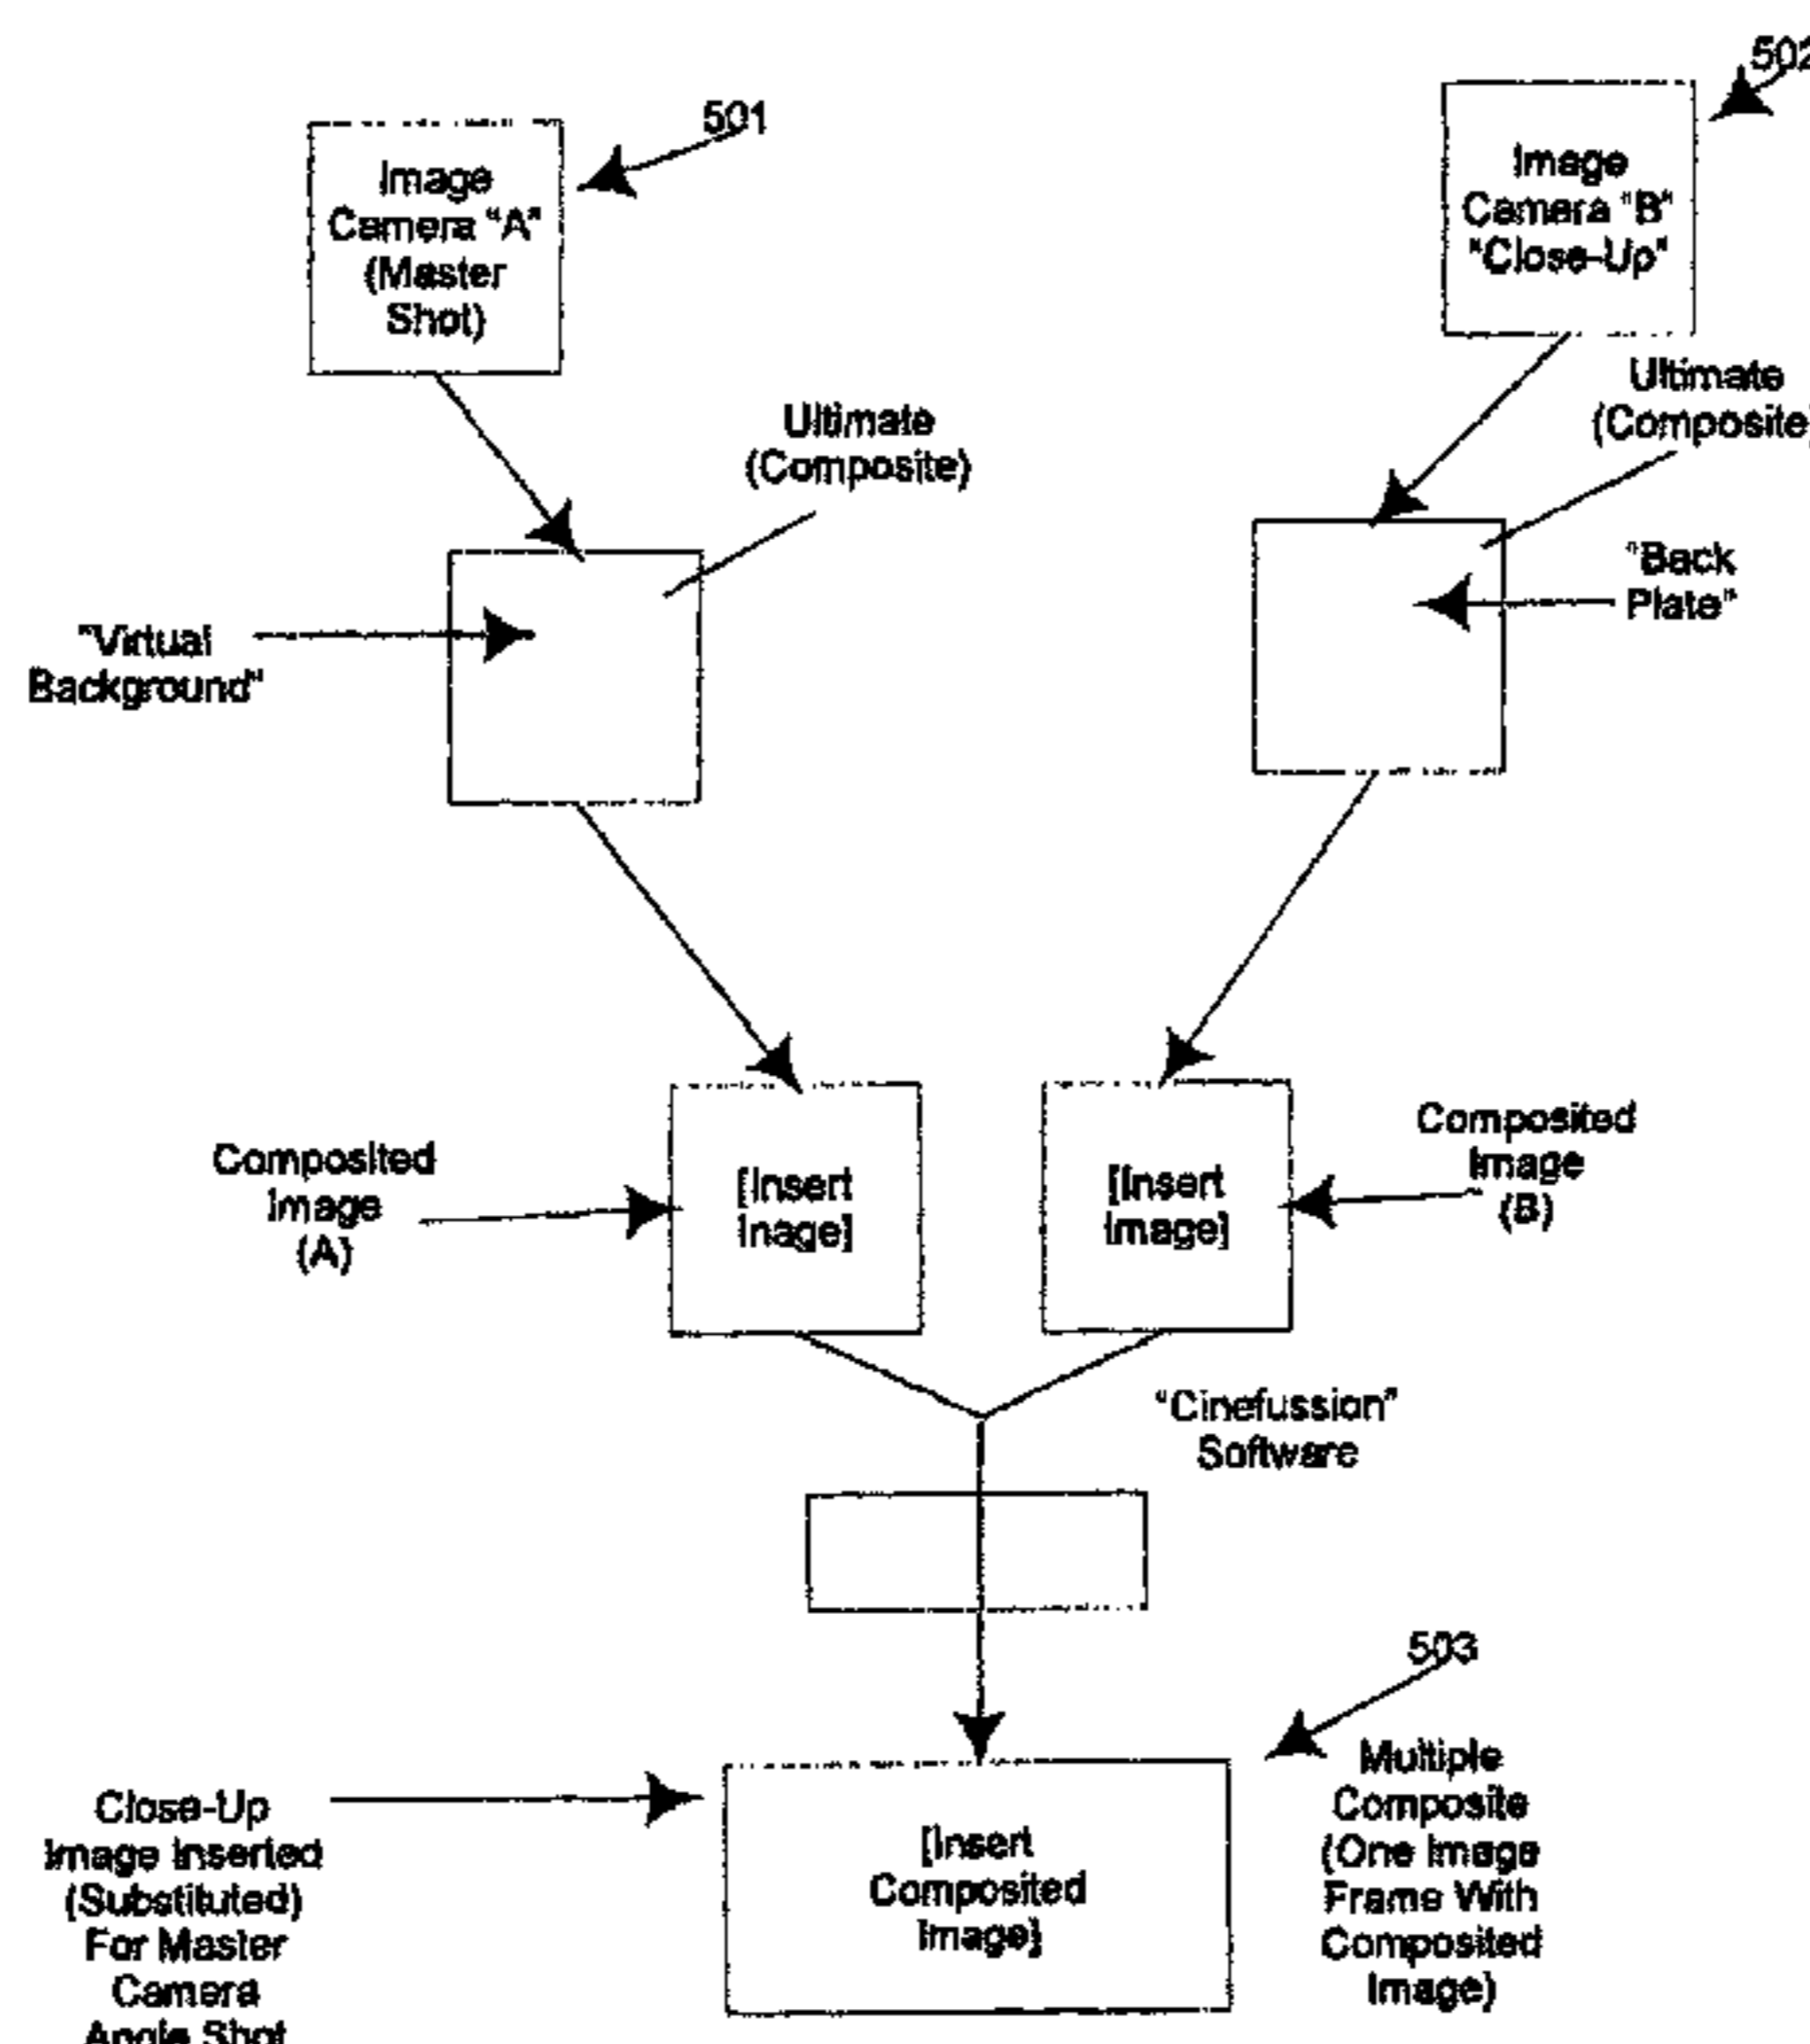 501
502
Image
Camera "A"
(Master
Shot)
Image
Camera "B"
"Close-Up"
Ultimate
(Composite)
Ultimate
(Composite)
"Virtual
Background"
"Back
Plate"
Composited
Image
(A)
[Insert
Inage]
[Insert
Image]
Composited
Image
(B)
"Cinefussion"
Software
503
Close-Up
Image Inserted
(Substituted)
For Master
Camera
Angle Shot
[Insert
Composited
Image]
Multiple
Composite
(One Image
Frame With
Composited
Image)